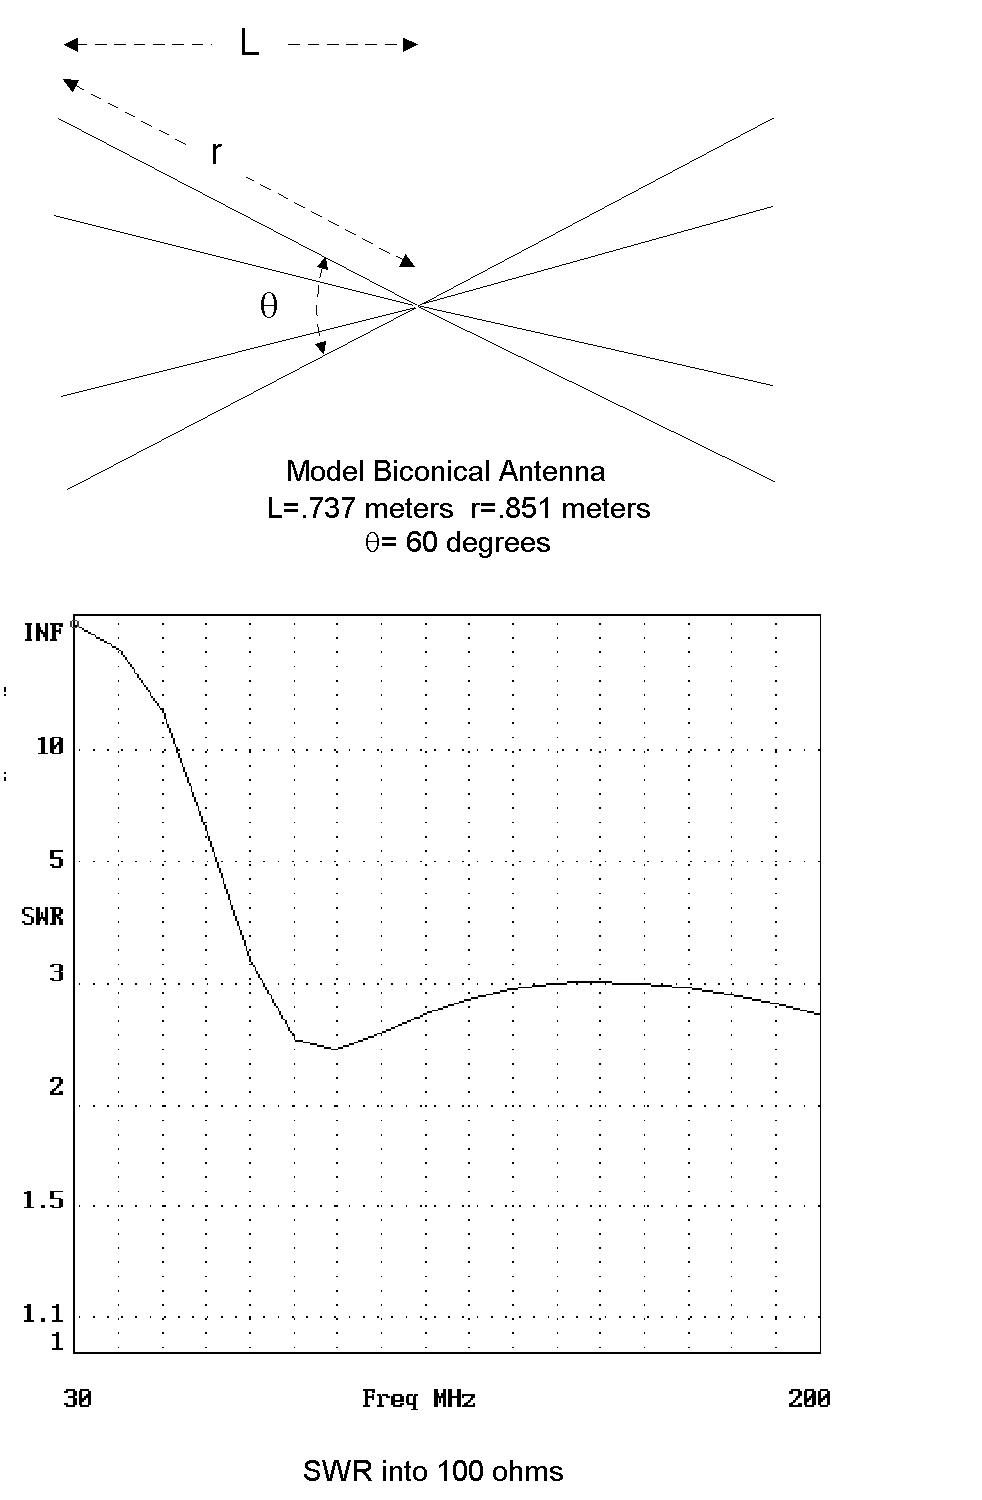 L
r
θ
Model Biconical Antenna
L=.737 meters r=.851 meters
θ= 60 degrees
INF
10
5
SWR
3
2
1.5
1.1
1
30 Freq MHz 200
SWR into 100 ohms